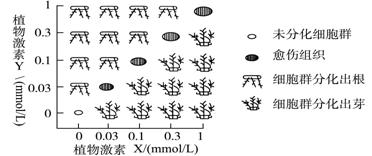 植物激素Y\(mmol/L)
1
0.3
0.1
0.03
0
0 0.03 0.1 0.3 1
植物激素 X/(mmol/L)
未分化细胞群
愈伤组织
细胞群分化出根
细胞群分化出芽